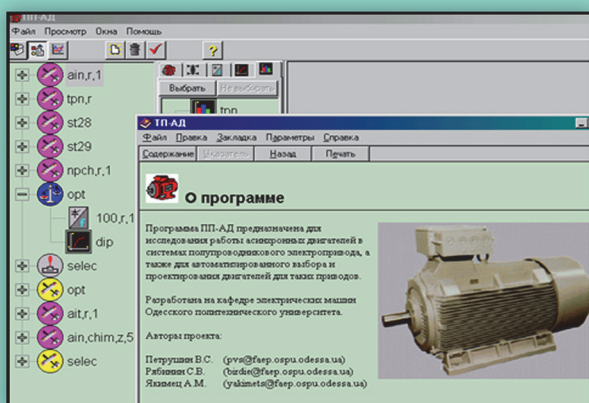 ПП-АД
Файл Просмотр Окна Помощь
?
ain,r,1
tpn,r
st28
st29
npch,r,1
opt
100,r,1
dip
selec
opt
ait,r,1
ain,chim,z,5
selec
Выбрать Не выбирать
tpn
ТП-АД
Файл Правка Закладка Параметры Справка
Содержание Указатель Назад Печать
О программе
Программа ПП-АД предназначена для
исследования работы асинхронных двигателей в
системах полупроводникового электропривода, а
также для автоматизированного выбора и
проектирования двигателей для таких приводов.
Разработана на кафедре электрических машин
Одесского политехнического университета.
Авторы проекта:
Петрушин В.С. (pvs@faep.ospu.odessa.ua)
Рябинин С.В. (birdie@faep.ospu.odessa.ua)
Якимец А.М. (yakimets@faep.ospu.odessa.ua)